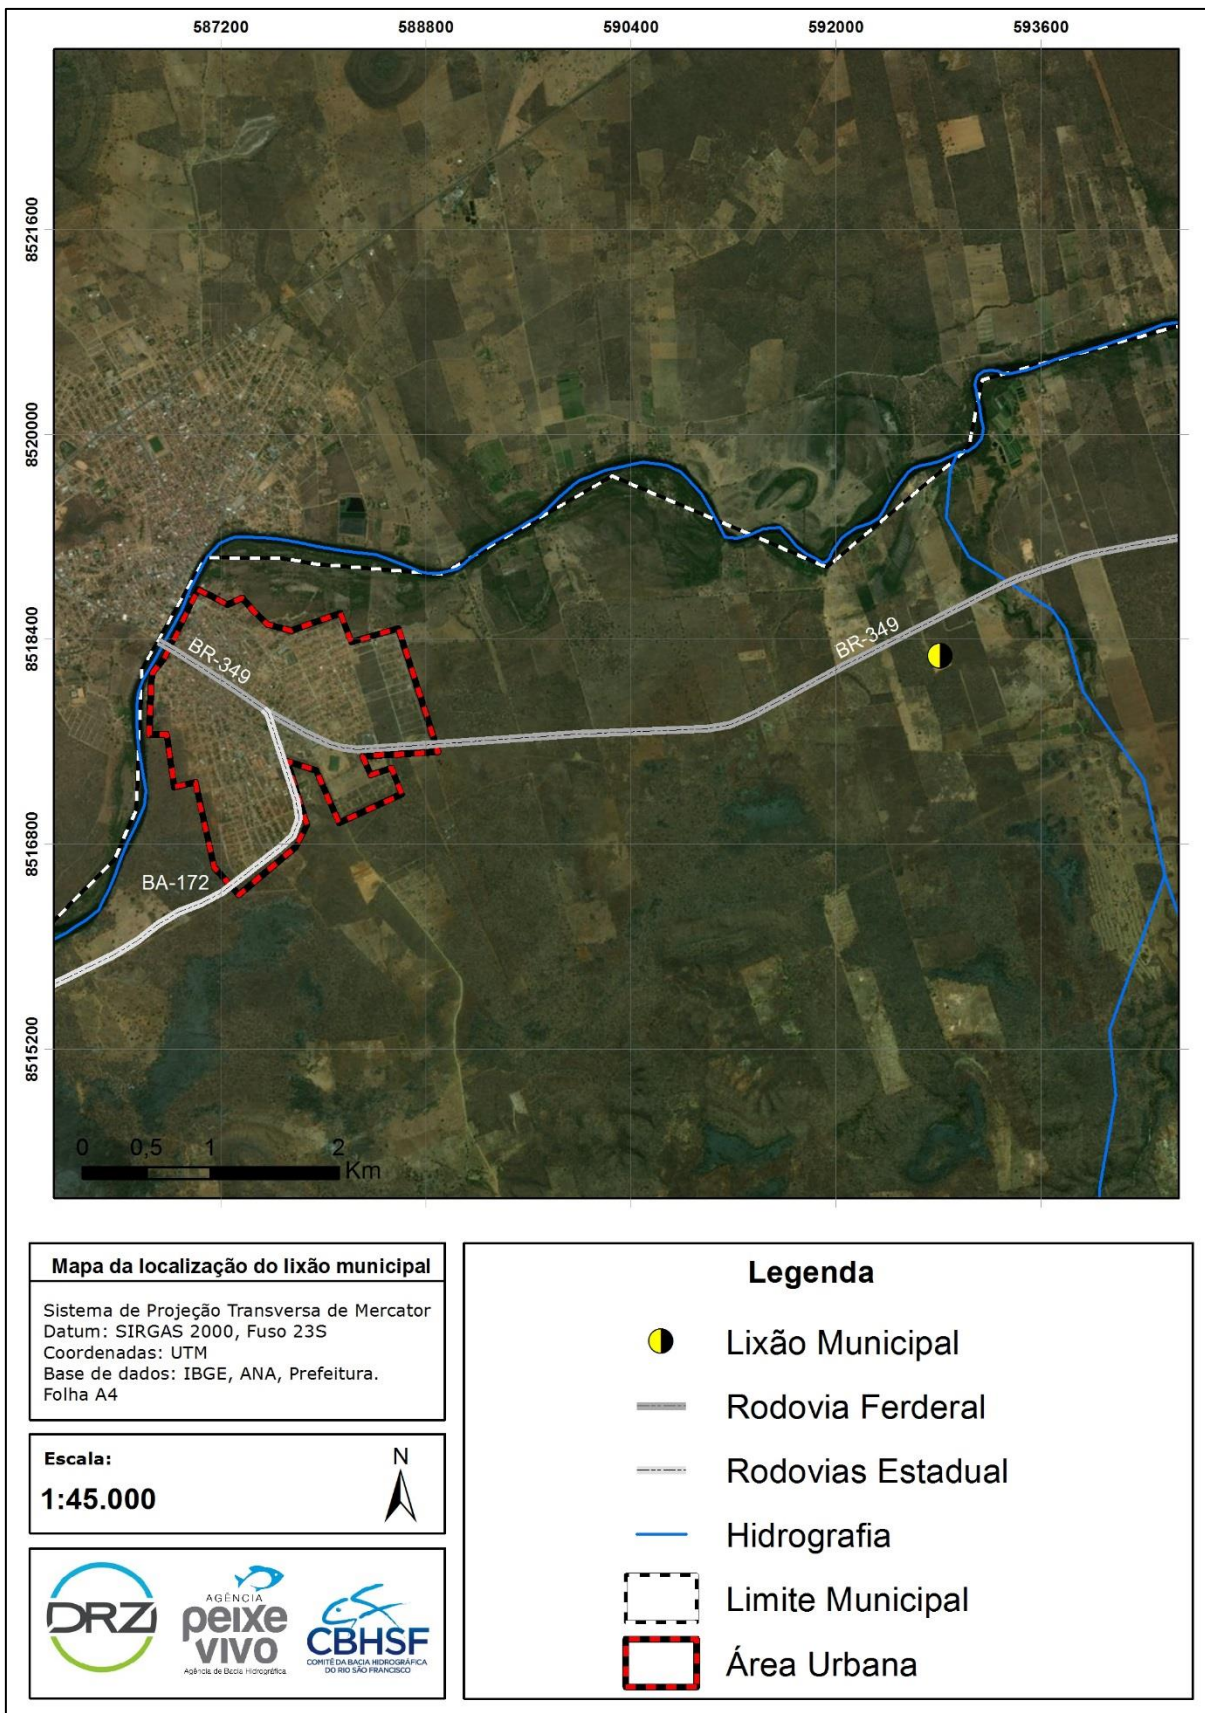 587200
588800
590400
592000
593600
8521600
8520000
8518400
8516800
8515200
BR-349
BR-349
BA-172
0 0,5 1 2
Km
Mapa da localização do lixão municipal
Sistema de Projeção Transversa de Mercator
Datum: SIRGAS 2000, Fuso 23S
Coordenadas: UTM
Base de dados: IBGE, ANA, Prefeitura.
Folha A4
Escala:
1:45.000
N
DRZ
AGÊNCIA
peixe
vivo
Agência de Bacia Hidrográfica
CBHSF
COMITÊ DA BACIA HIDROGRÁFICA
DO RIO SÃO FRANCISCO
Legenda
Lixão Municipal
Rodovia Ferderal
Rodovias Estadual
Hidrografia
Limite Municipal
Área Urbana